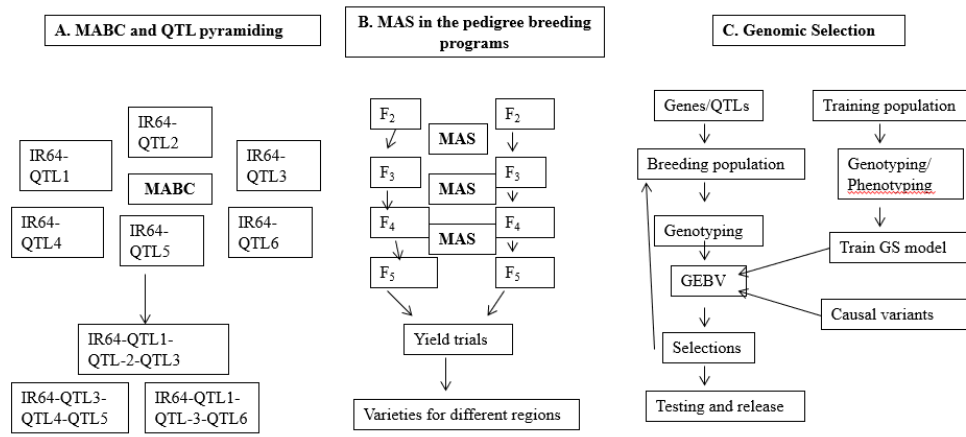 A. MABC and QTL pyramiding
IR64-
QTL2
IR64-
QTL1
IR64-
QTL3
MABC
IR64-
QTL4
IR64-
QTL5
IR64-
QTL6
IR64-QTL1-
QTL-2-QTL3
IR64-QTL3-
QTL4-QTL5
IR64-QTL1-
QTL-3-QTL6
B. MAS in the pedigree breeding
programs
F2
F2
MAS
F3
F3
MAS
F4
F4
MAS
F5
F5
Yield trials
Varieties for different regions
C. Genomic Selection
Genes/QTLs
Training population
Breeding population
Genotyping/
Phenotyping
Genotyping
Train GS model
GEBV
Causal variants
Selections
Testing and release